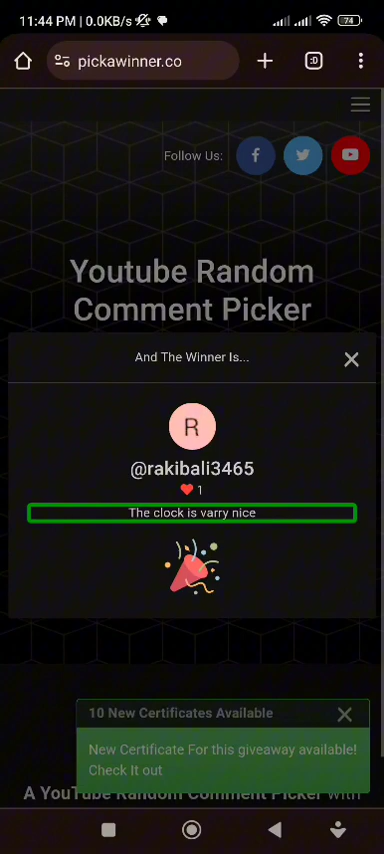 11:44 PM | 0.0KB/s
74
pickawinner.co
:D
Follow Us:
Youtube Random
Comment Picker
And The Winner Is...
R
@rakibali3465
❤ 1
The clock is varry nice
10 New Certificates Available
New Certificate For this giveaway available!
Check It out
A YouTube Random Comment Picker with